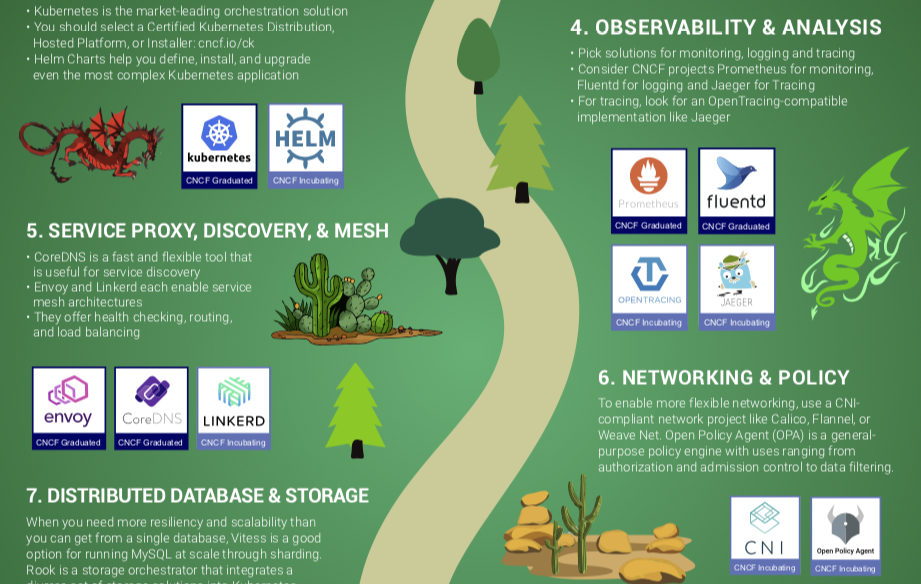 • Kubernetes is the market-leading orchestration solution
• You should select a Certified Kubernetes Distribution,
Hosted Platform, or Installer: cncf.io/ck
• Helm Charts help you define, install, and upgrade
even the most complex Kubernetes application
kubernetes
CNCF Graduated
HELM
CNCF Incubating
4. OBSERVABILITY & ANALYSIS
• Pick solutions for monitoring, logging and tracing
• Consider CNCF projects Prometheus for monitoring,
Fluentd for logging and Jaeger for Tracing
• For tracing, look for an OpenTracing-compatible
implementation like Jaeger
Prometheus
CNCF Graduated
fluentd
CNCF Graduated
OPENTRACING
CNCF Incubating
JAEGER
CNCF Incubating
5. SERVICE PROXY, DISCOVERY, & MESH
• CoreDNS is a fast and flexible tool that
is useful for service discovery
• Envoy and Linkerd each enable service
mesh architectures
• They offer health checking, routing,
and load balancing
envoy
CNCF Graduated
CoreDNS
CNCF Graduated
LINKERD
CNCF Incubating
6. NETWORKING & POLICY
To enable more flexible networking, use a CNI-
compliant network project like Calico, Flannel, or
Weave Net. Open Policy Agent (OPA) is a general-
purpose policy engine with uses ranging from
authorization and admission control to data filtering.
CNI
CNCF Incubating
Open Policy Agent
CNCF Incubating
7. DISTRIBUTED DATABASE & STORAGE
When you need more resiliency and scalability than
you can get from a single database, Vitess is a good
option for running MySQL at scale through sharding.
Rook is a storage orchestrator that integrates a